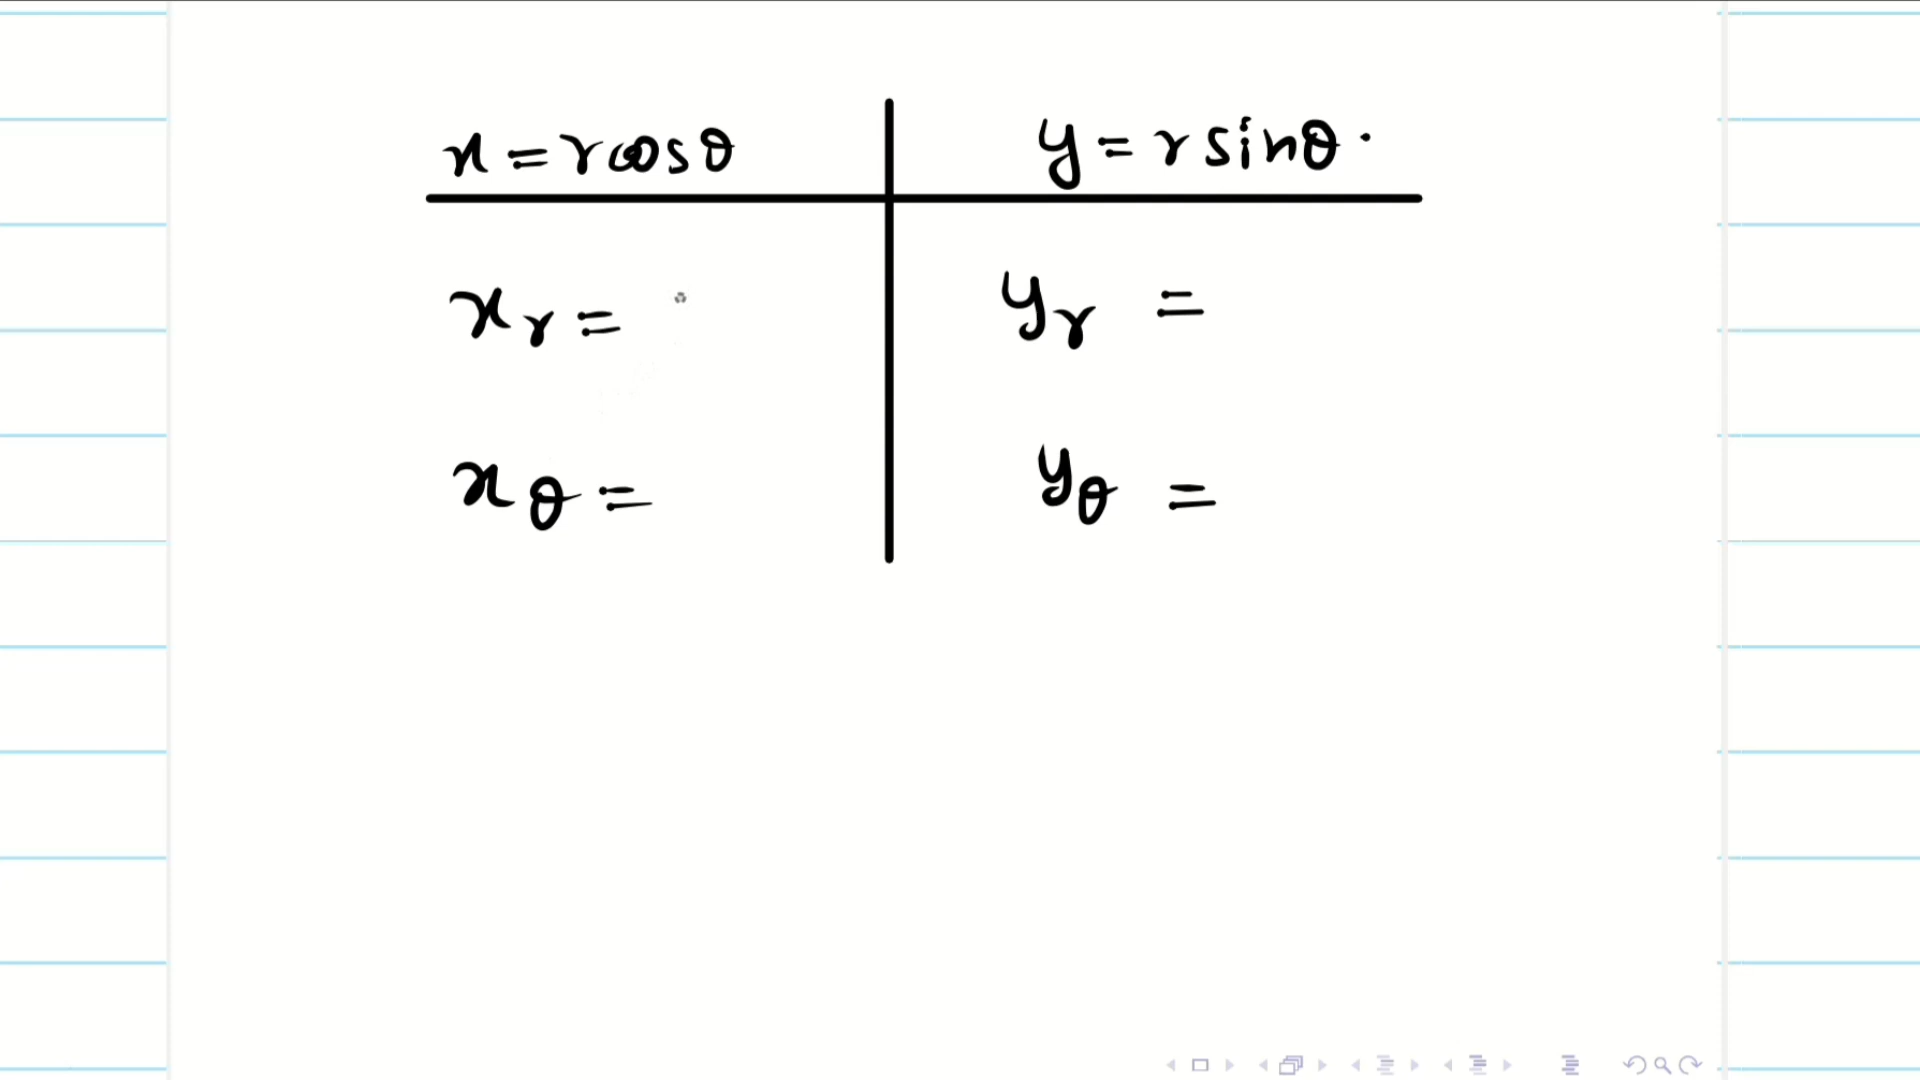 x = r cos θ y = r sin θ .
x_r = y_r =
x_θ = y_θ =